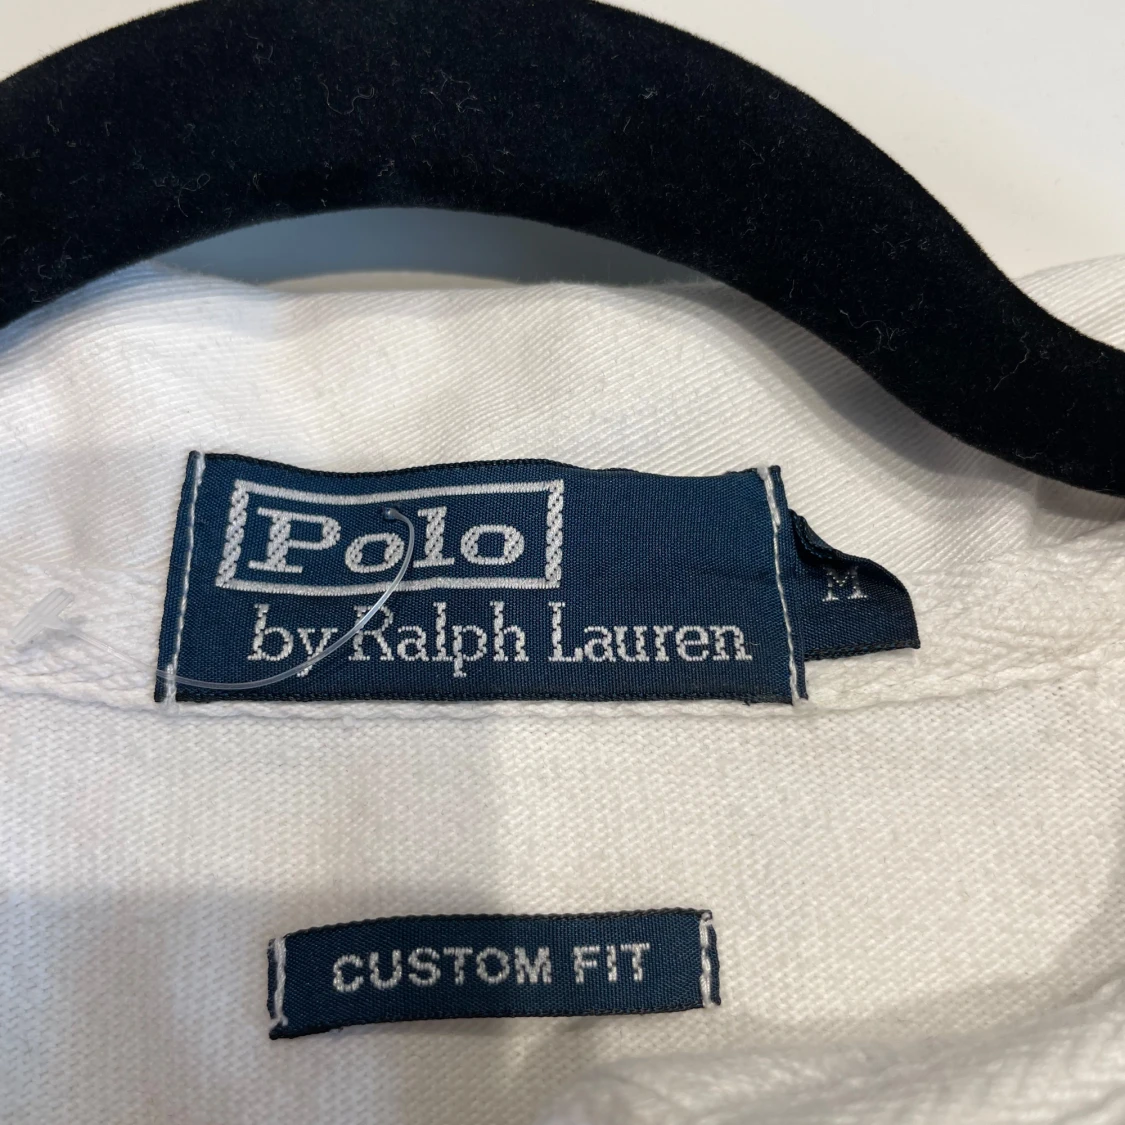 Polo
by Ralph Lauren
M
CUSTOM FIT